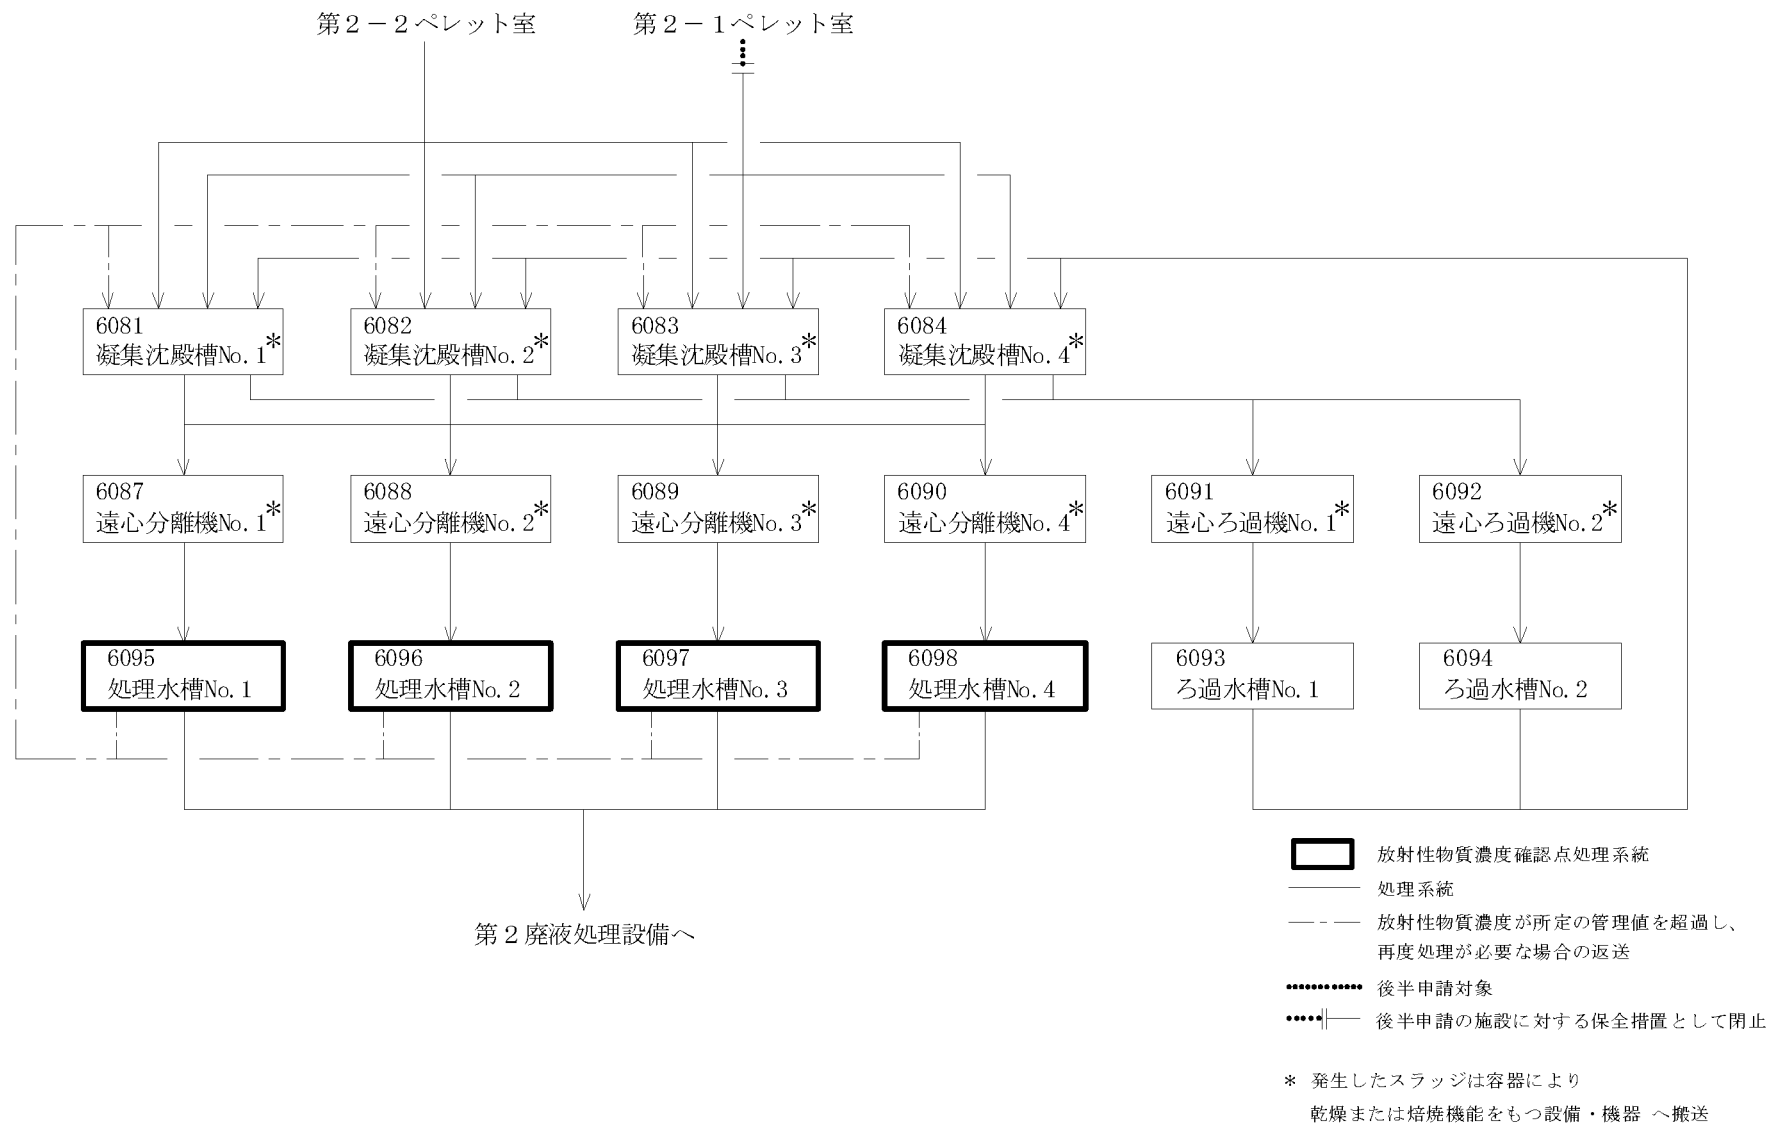 第２－２ペレット室
第２－１ペレット室
6081
凝集沈殿槽No.1*
6082
凝集沈殿槽No.2*
6083
凝集沈殿槽No.3*
6084
凝集沈殿槽No.4*
6087
遠心分離機No.1*
6088
遠心分離機No.2*
6089
遠心分離機No.3*
6090
遠心分離機No.4*
6091
遠心ろ過機No.1*
6092
遠心ろ過機No.2*
6095
処理水槽No.1
6096
処理水槽No.2
6097
処理水槽No.3
6098
処理水槽No.4
6093
ろ過水槽No.1
6094
ろ過水槽No.2
第２廃液処理設備へ
放射性物質濃度確認点処理系統
処理系統
放射性物質濃度が所定の管理値を超過し、
再度処理が必要な場合の返送
後半申請対象
後半申請の施設に対する保全措置として閉止
* 発生したスラッジは容器により
乾燥または焙焼機能をもつ設備・機器 へ搬送